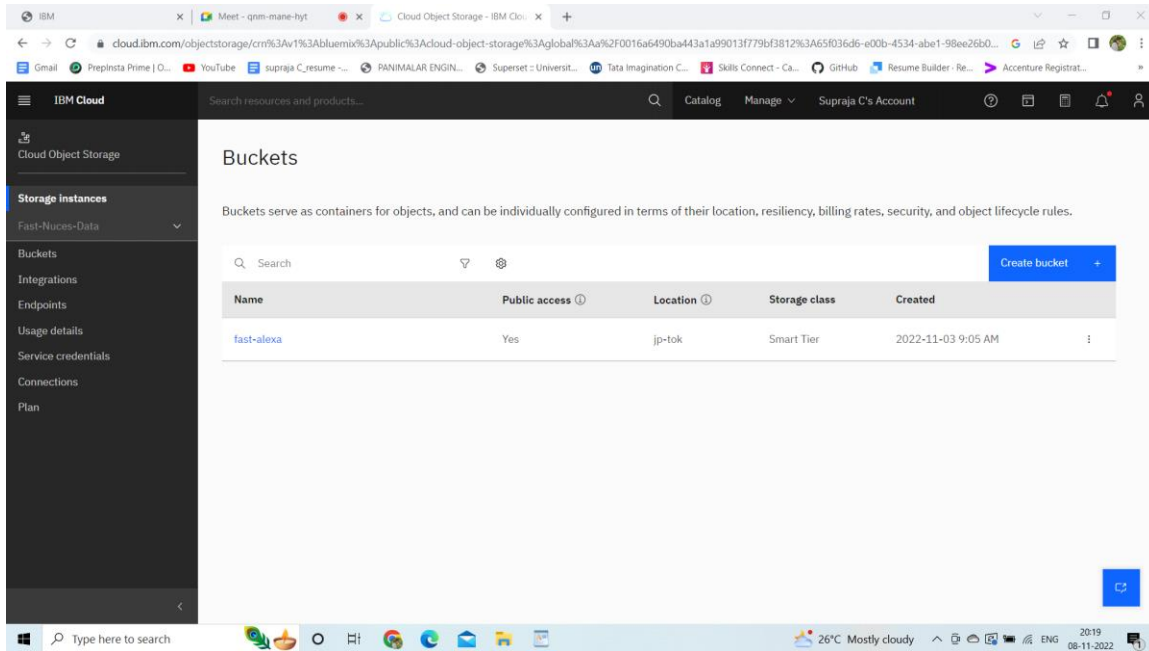 IBM
Meet - qnm-mane-hyt
Cloud Object Storage - IBM Clou
cloud.ibm.com/objectstorage/crn%3Av1%3Abluemix%3Apublic%3Acloud-object-storage%3Aglobal%3Aa%2F0016a6490ba443a1a99013f779bf3812%3A65f036d6-e00b-4534-abe1-98ee26b0...
Gmail
PrepInsta Prime | O...
YouTube
supraja C_resume -...
PANIMALAR ENGIN...
Superset :: Universit...
Tata Imagination C...
Skills Connect - Ca...
GitHub
Resume Builder · Re...
Accenture Registrat...
IBM Cloud
Search resources and products...
Catalog
Manage
Supraja C's Account
Cloud Object Storage
Storage instances
Fast-Nuces-Data
Buckets
Integrations
Endpoints
Usage details
Service credentials
Connections
Plan
Buckets
Buckets serve as containers for objects, and can be individually configured in terms of their location, resiliency, billing rates, security, and object lifecycle rules.
Search
Create bucket +
Name Public access Location Storage class Created
fast-alexa Yes jp-tok Smart Tier 2022-11-03 9:05 AM
Type here to search
26°C Mostly cloudy
ENG
20:19
08-11-2022